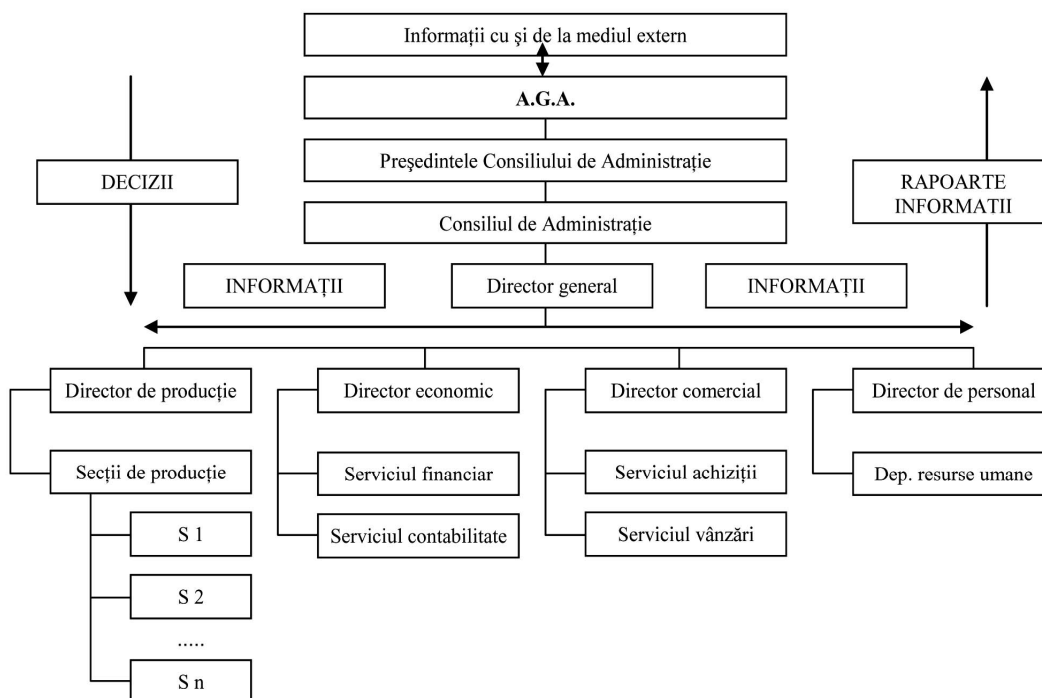 Informații cu şi de la mediul extern
A.G.A.
Preşedintele Consiliului de Administrație
DECIZII
RAPOARTE
INFORMATII
Consiliul de Administrație
INFORMAȚII
Director general
INFORMAȚII
Director de producție
Director economic
Director comercial
Director de personal
Secții de producție
Serviciul financiar
Serviciul achiziții
Dep. resurse umane
S 1
Serviciul contabilitate
Serviciul vânzări
S 2
.....
S n